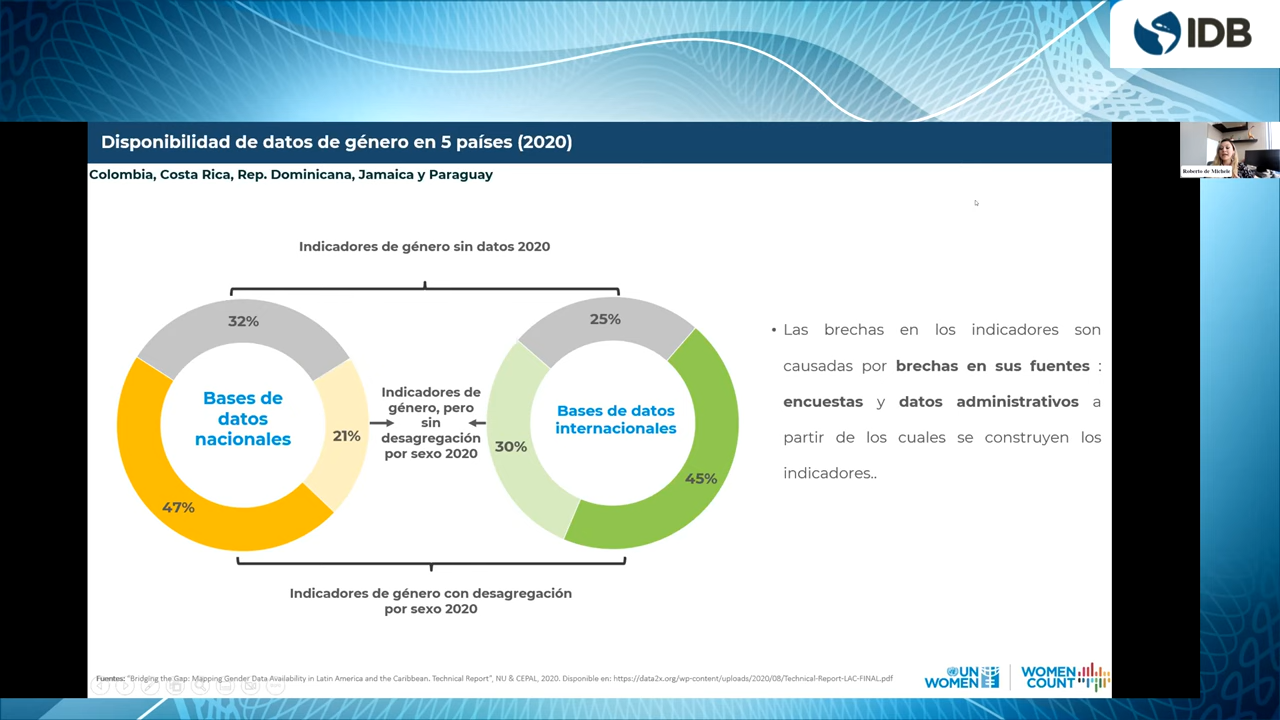 IDB
Disponibilidad de datos de género en 5 países (2020)
Colombia, Costa Rica, Rep. Dominicana, Jamaica y Paraguay
Roberto de Michele
Indicadores de género sin datos 2020
32%
25%
Bases de
datos
nacionales
21%
47%
Indicadores de
género, pero
sin
desagregación
por sexo 2020
Bases de datos
internacionales
30%
45%
• Las brechas en los indicadores son
causadas por brechas en sus fuentes :
encuestas y datos administrativos a
partir de los cuales se construyen los
indicadores..
Indicadores de género con desagregación
por sexo 2020
Fuentes: "Bridging the Gap: Mapping Gender Data Availability in Latin America and the Caribbean. Technical Report", NU & CEPAL, 2020. Disponible en: https://data2x.org/wp-content/uploads/2020/08/Technical-Report-LAC-FINAL.pdf
UN
WOMEN
WOMEN
COUNT